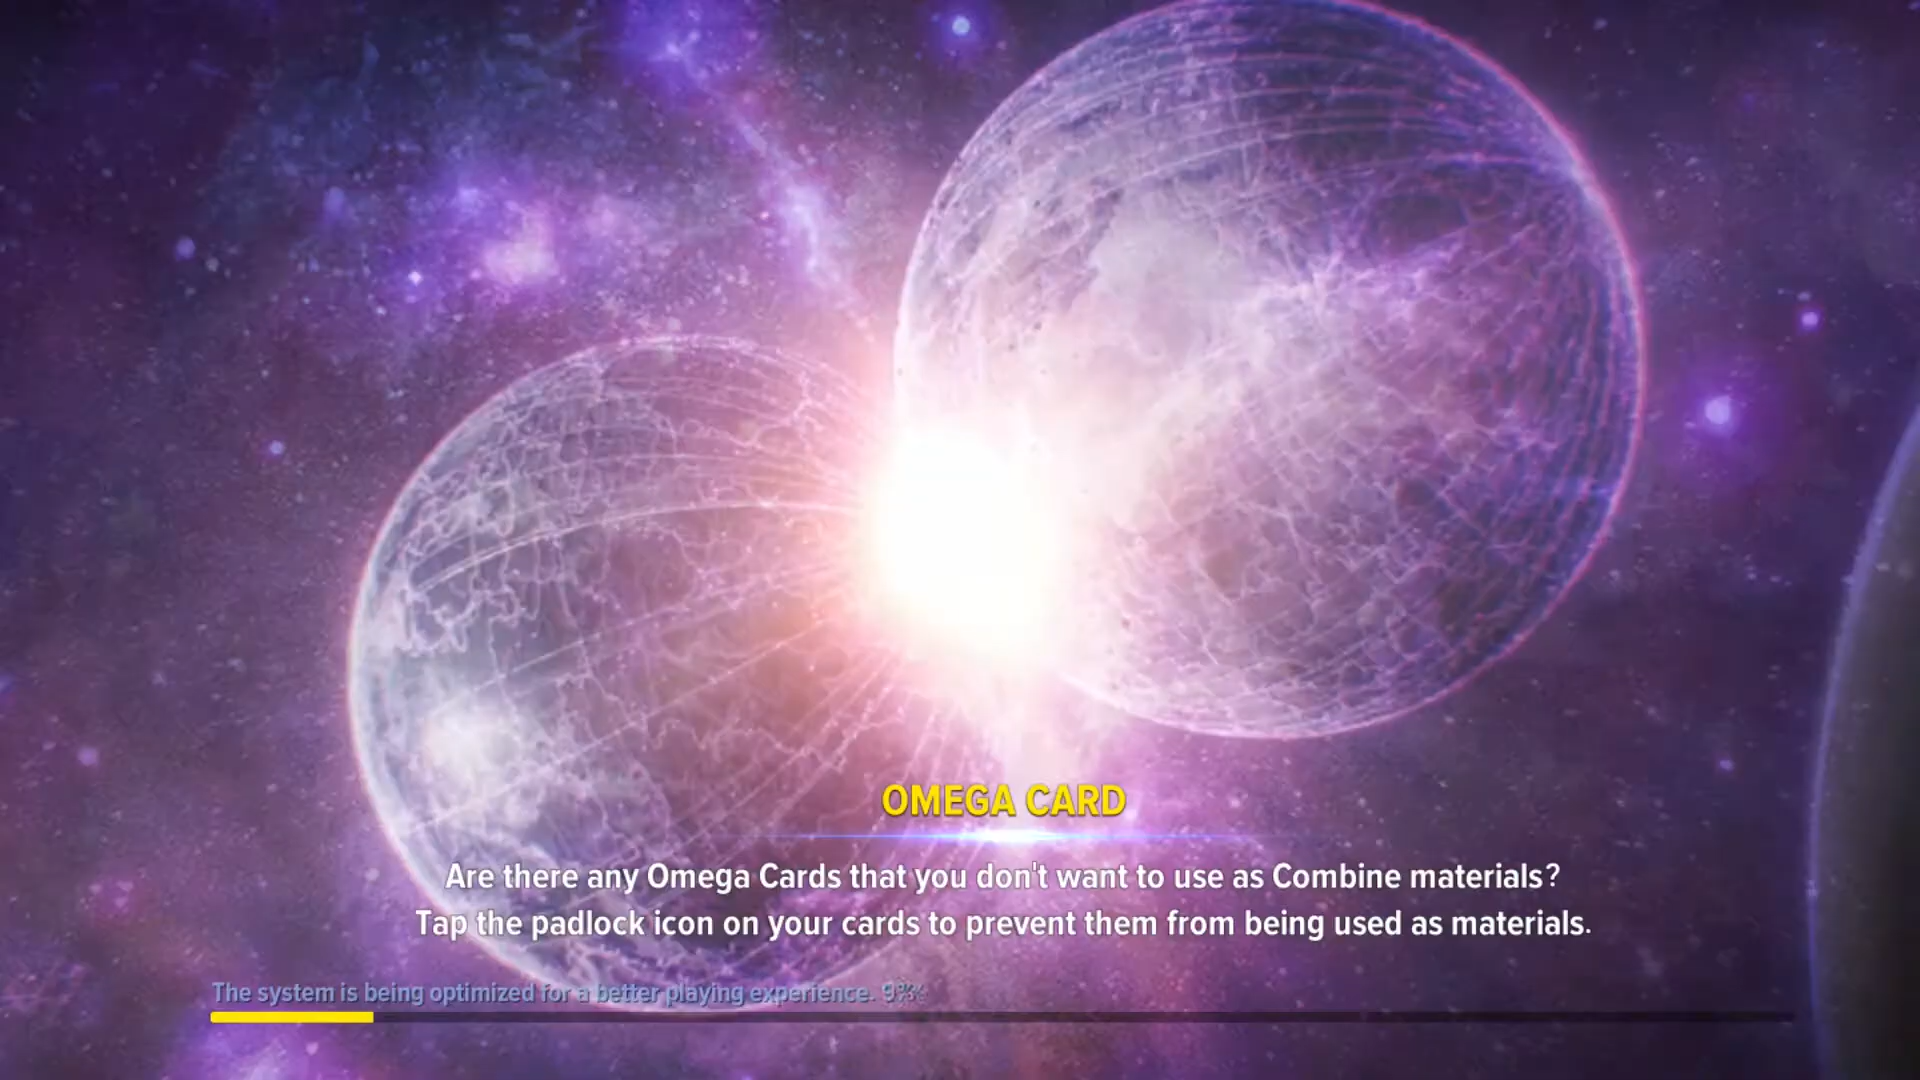 OMEGA CARD
Are there any Omega Cards that you don't want to use as Combine materials?
Tap the padlock icon on your cards to prevent them from being used as materials.
The system is being optimized for a better playing experience.